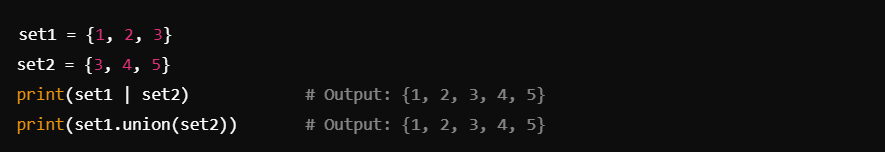 set1 = {1, 2, 3}
set2 = {3, 4, 5}
print(set1 | set2)            # Output: {1, 2, 3, 4, 5}
print(set1.union(set2))       # Output: {1, 2, 3, 4, 5}